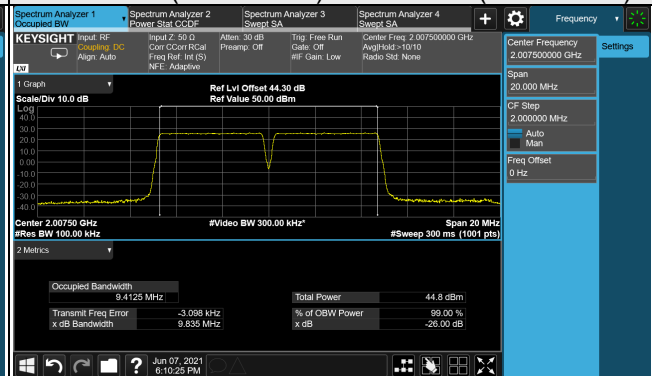 Spectrum Analyzer 1
Occupied BW
Spectrum Analyzer 2
Power Stat CCDF
Spectrum Analyzer 3
Swept SA
Spectrum Analyzer 4
Swept SA
+
Frequency
KEYSIGHT
LXI
Input: RF
Coupling: DC
Align: Auto
Input Z: 50 Ω
Corr CCorr RCal
Freq Ref: Int (S)
NFE: Adaptive
Atten: 30 dB
Preamp: Off
Trig: Free Run
Gate: Off
#IF Gain: Low
Center Freq: 2.007500000 GHz
Avg|Hold:>10/10
Radio Std: None
Center Frequency
2.007500000 GHz
Settings
Span
20.000 MHz
CF Step
2.000000 MHz
Auto
Man
Freq Offset
0 Hz
1 Graph
Scale/Div 10.0 dB
Ref Lvl Offset 44.30 dB
Ref Value 50.00 dBm
Log
40.0
30.0
20.0
10.0
0.00
-10.0
-20.0
-30.0
-40.0
Center 2.00750 GHz
#Res BW 100.00 kHz
#Video BW 300.00 kHz*
Span 20 MHz
#Sweep 300 ms (1001 pts)
2 Metrics
Occupied Bandwidth
9.4125 MHz
Total Power 44.8 dBm
Transmit Freq Error -3.098 kHz
% of OBW Power 99.00 %
x dB Bandwidth 9.835 MHz
x dB -26.00 dB
?
Jun 07, 2021
6:10:25 PM